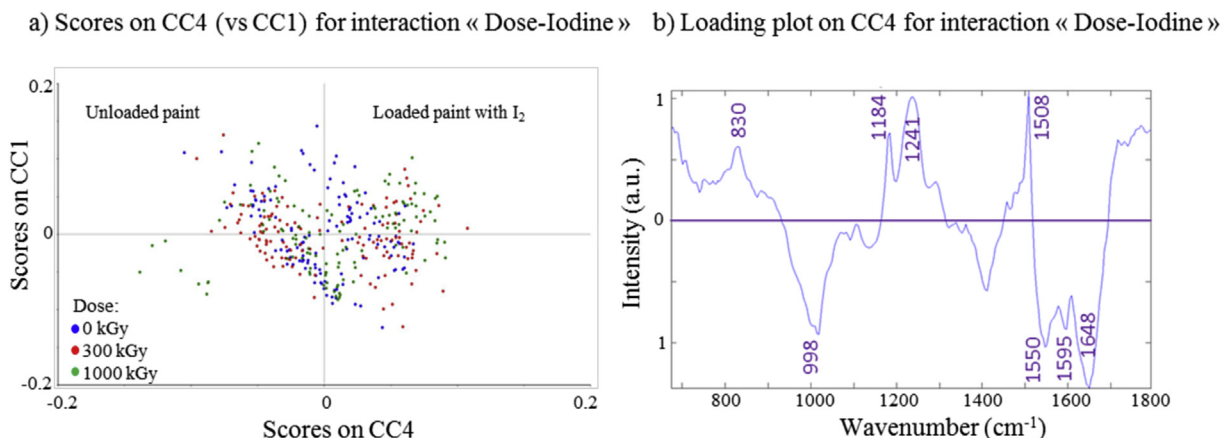 a) Scores on CC4 (vs CC1) for interaction « Dose-Iodine »
b) Loading plot on CC4 for interaction « Dose-Iodine »
0.2
Unloaded paint
Loaded paint with I2
Scores on CC1
0
Dose:
0 kGy
300 kGy
1000 kGy
-0.2
-0.2
0
0.2
Scores on CC4
1
830
1184
1241
1508
Intensity (a.u.)
0
998
1550
1595
1648
1
800
1000
1200
1400
1600
1800
Wavenumber (cm-1)